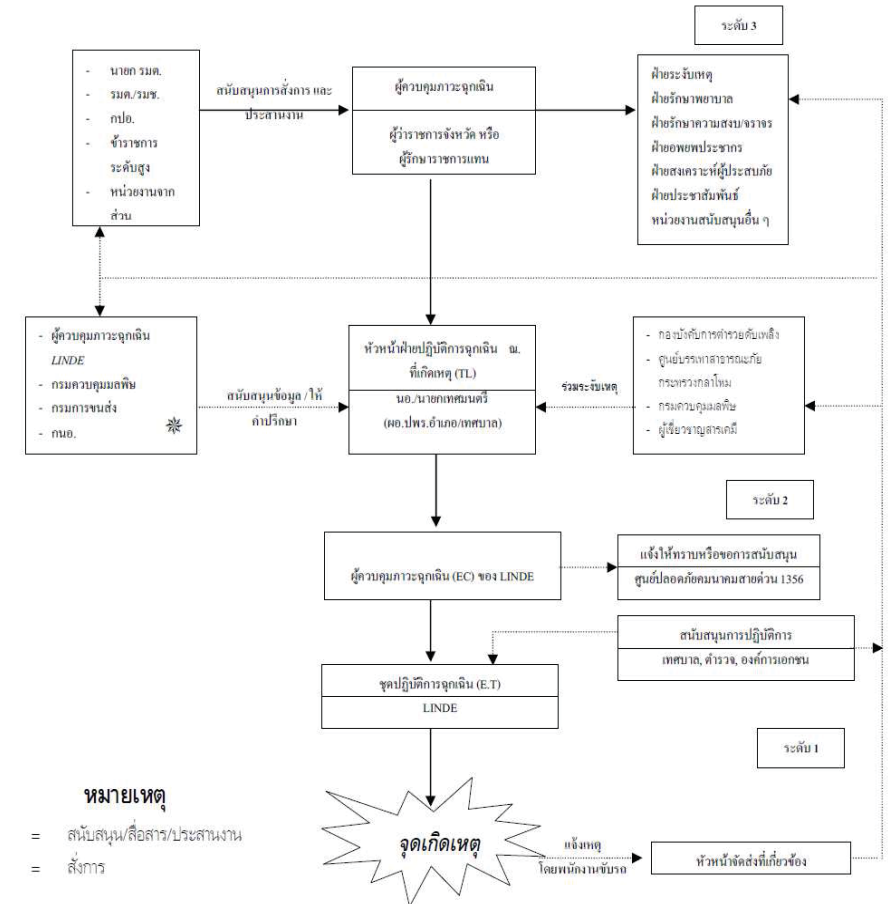 ระดับ 3
- นายก รมต.
- รมต./รมช.
- กปอ.
- ข้าราชการ
ระดับสูง
- หน่วยงานจาก
ส่วน
สนับสนุนการสั่งการ และ
ประสานงาน
ผู้ควบคุมภาวะฉุกเฉิน
ผู้ว่าราชการจังหวัด หรือ
ผู้รักษาราชการแทน
ฝ่ายระงับเหตุ
ฝ่ายรักษาพยาบาล
ฝ่ายรักษาความสงบ/จราจร
ฝ่ายอพยพประชากร
ฝ่ายสงเคราะห์ผู้ประสบภัย
ฝ่ายประชาสัมพันธ์
หน่วยงานสนับสนุนอื่น ๆ
- ผู้ควบคุมภาวะฉุกเฉิน
LINDE
- กรมควบคุมมลพิษ
- กรมการขนส่ง
- กนอ.
สนับสนุนข้อมูล / ให้
คำปรึกษา
หัวหน้าฝ่ายปฏิบัติการฉุกเฉิน ณ.
ที่เกิดเหตุ (TL)
นอ./นายกเทศมนตรี
(ผอ.ปพร.อำเภอ/เทศบาล)
ร่วมระงับเหตุ
- กองบังคับการตำรวยดับเพลิง
- ศูนย์บรรเทาสาธารณะภัย
กระทรวงกลาโหม
- กรมควบคุมมลพิษ
- ผู้เชี่ยวชาญสารเคมี
ระดับ 2
ผู้ควบคุมภาวะฉุกเฉิน (EC) ของ LINDE
แจ้งให้ทราบหรือขอการสนับสนุน
ศูนย์ปลอดภัยคมนาคมสายด่วน 1356
สนับสนุนการปฏิบัติการ
เทศบาล, ตำรวจ, องค์การเอกชน
ชุดปฏิบัติการฉุกเฉิน (E.T)
LINDE
ระดับ 1
หมายเหตุ
= สนับสนุน/สื่อสาร/ประสานงาน
= สั่งการ
จุดเกิดเหตุ
แจ้งเหตุ
โดยพนักงานขับรถ
หัวหน้าจัดส่งที่เกี่ยวข้อง